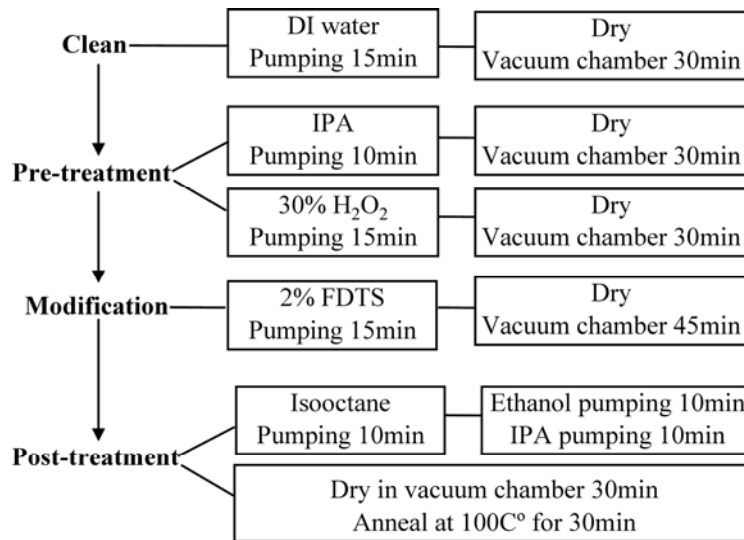 Clean
DI water
Pumping 15min
Dry
Vacuum chamber 30min
Pre-treatment
IPA
Pumping 10min
Dry
Vacuum chamber 30min
30% H₂O₂
Pumping 15min
Dry
Vacuum chamber 30min
Modification
2% FDTS
Pumping 15min
Dry
Vacuum chamber 45min
Post-treatment
Isooctane
Pumping 10min
Ethanol pumping 10min
IPA pumping 10min
Dry in vacuum chamber 30min
Anneal at 100Cº for 30min